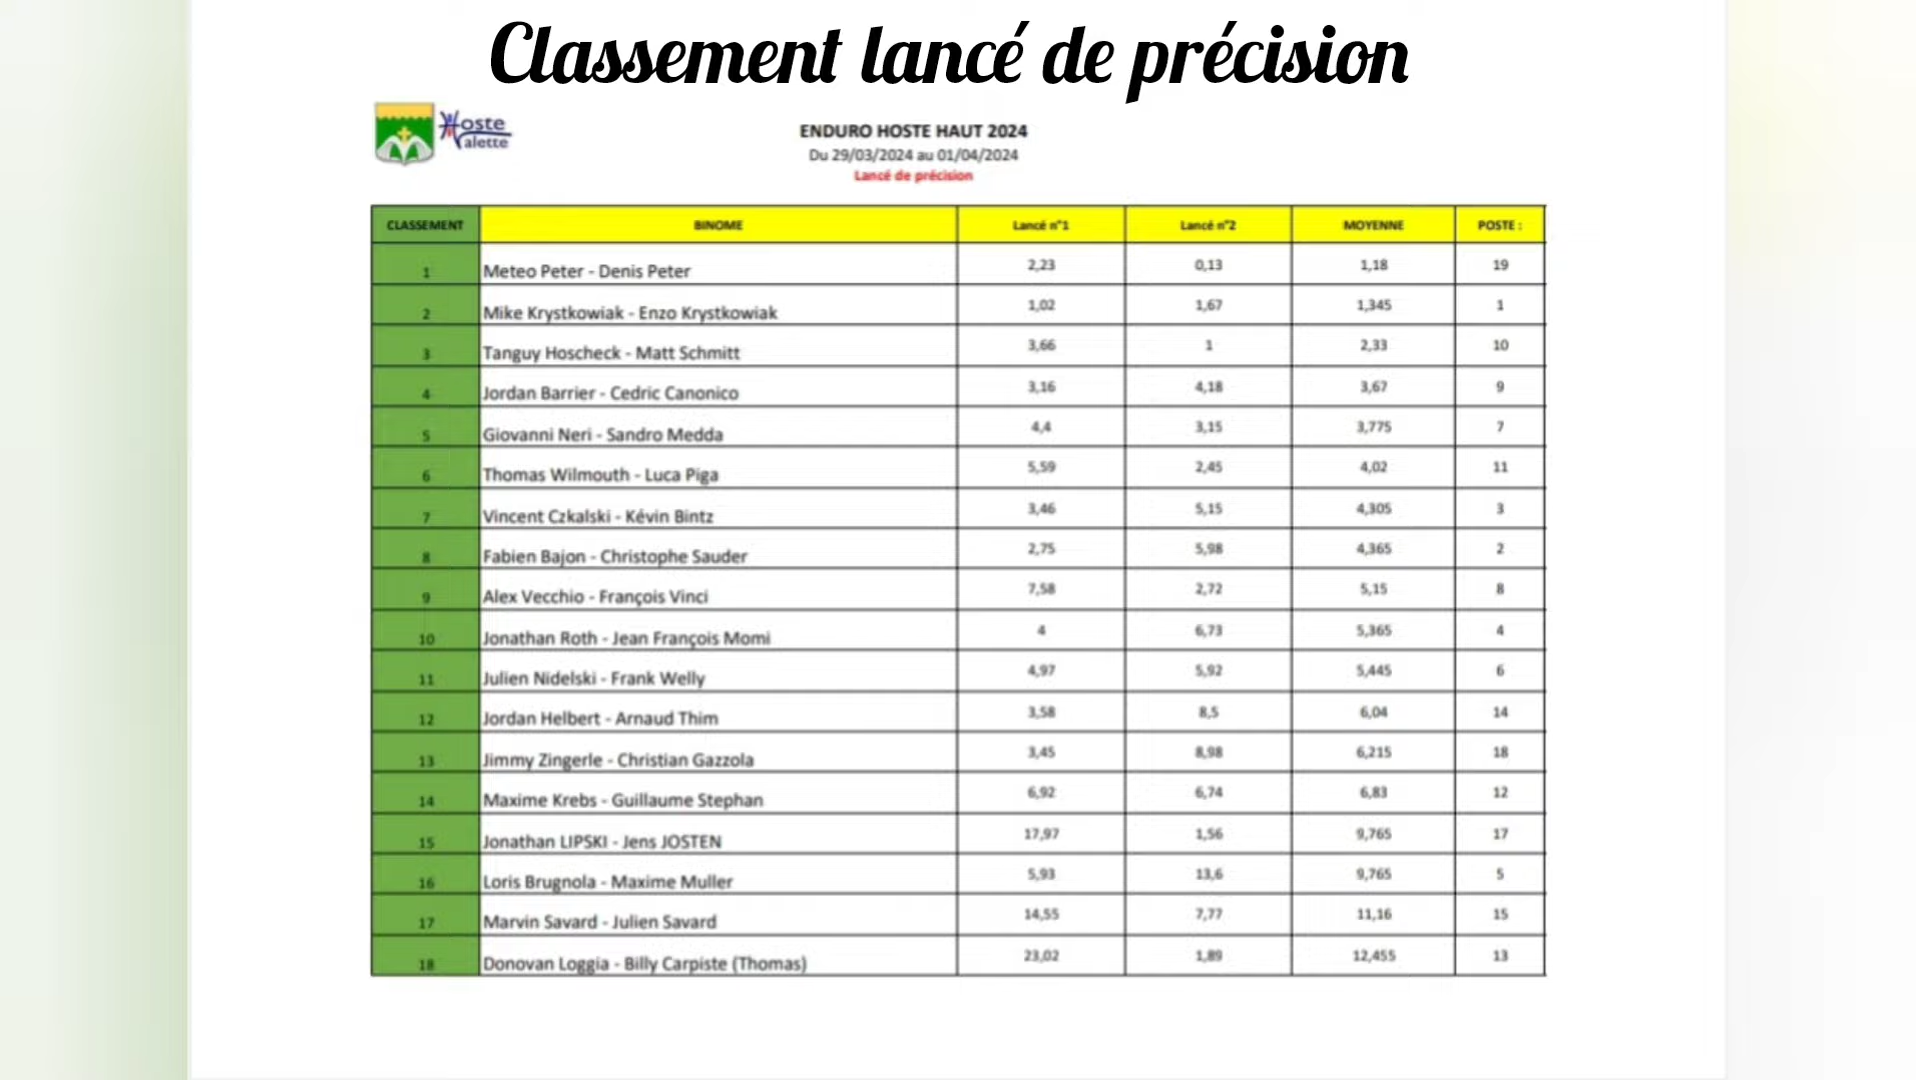 Classement lancé de précision
Hoste
Valette
ENDURO HOSTE HAUT 2024
Du 29/03/2024 au 01/04/2024
Lancé de précision
CLASSEMENT BINOME Lancé n°1 Lancé n°2 MOYENNE POSTE :
1 Meteo Peter - Denis Peter 2,23 0,13 1,18 19
2 Mike Krystkowiak - Enzo Krystkowiak 1,02 1,67 1,345 1
3 Tanguy Hoscheck - Matt Schmitt 3,66 1 2,33 10
4 Jordan Barrier - Cedric Canonico 3,16 4,18 3,67 9
5 Giovanni Neri - Sandro Medda 4,4 3,15 3,775 7
6 Thomas Wilmouth - Luca Piga 5,59 2,45 4,02 11
7 Vincent Czkalski - Kévin Bintz 3,46 5,15 4,305 3
8 Fabien Bajon - Christophe Sauder 2,75 5,98 4,365 2
9 Alex Vecchio - François Vinci 7,58 2,72 5,15 8
10 Jonathan Roth - Jean François Momi 4 6,73 5,365 4
11 Julien Nidelski - Frank Welly 4,97 5,92 5,445 6
12 Jordan Helbert - Arnaud Thim 3,58 8,5 6,04 14
13 Jimmy Zingerle - Christian Gazzola 3,45 8,98 6,215 18
14 Maxime Krebs - Guillaume Stephan 6,92 6,74 6,83 12
15 Jonathan LIPSKI - Jens JOSTEN 17,97 1,56 9,765 17
16 Loris Brugnola - Maxime Muller 5,93 13,6 9,765 5
17 Marvin Savard - Julien Savard 14,55 7,77 11,16 15
18 Donovan Loggia - Billy Carpiste (Thomas) 23,02 1,89 12,455 13